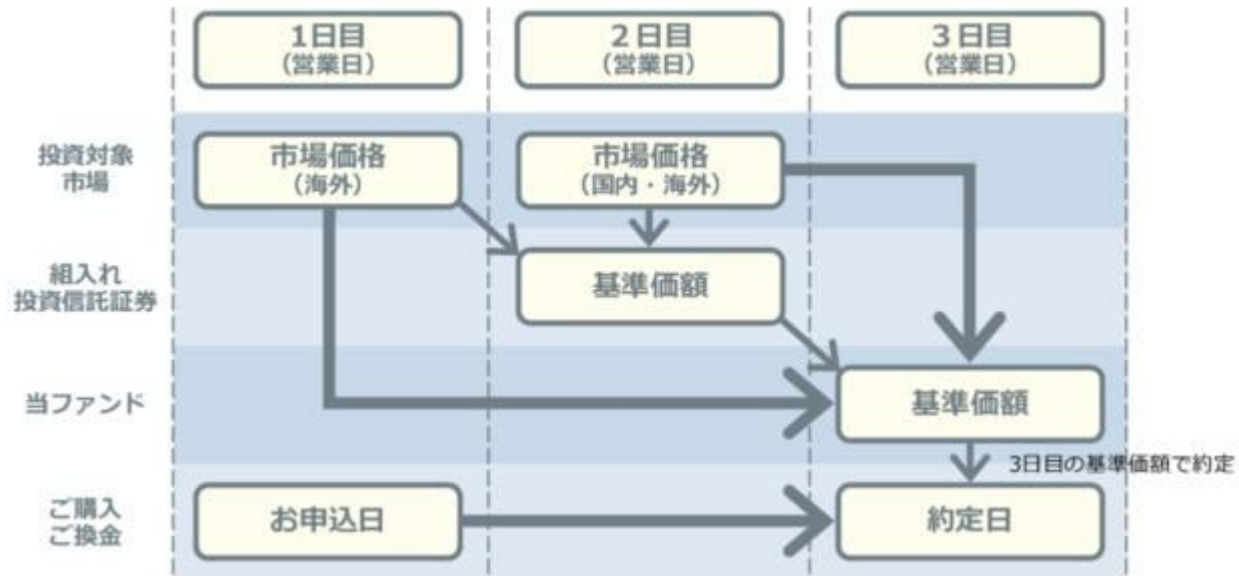 1日目
（営業日）
2日目
（営業日）
3日目
（営業日）
投資対象
市場
市場価格
（海外）
市場価格
（国内・海外）
組入れ
投資信託証券
基準価額
当ファンド
基準価額
3日目の基準価額で約定
ご購入
ご換金
お申込日
約定日